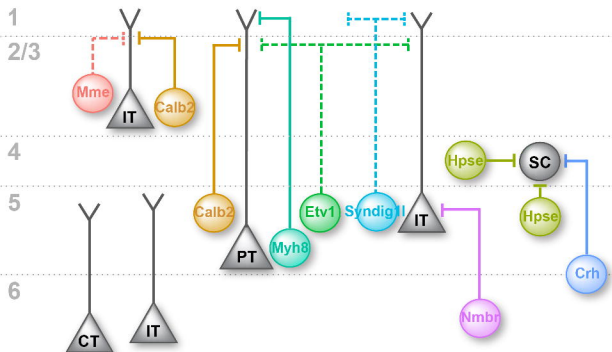 1
2/3
Mme
Calb2
IT
4
Hpse
SC
5
Calb2
Etv1
Syndig1l
IT
Hpse
PT
Myh8
Crh
6
Nmbr
CT
IT